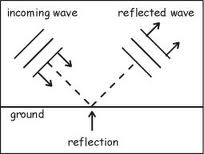 incoming wave
reflected wave
ground
reflection